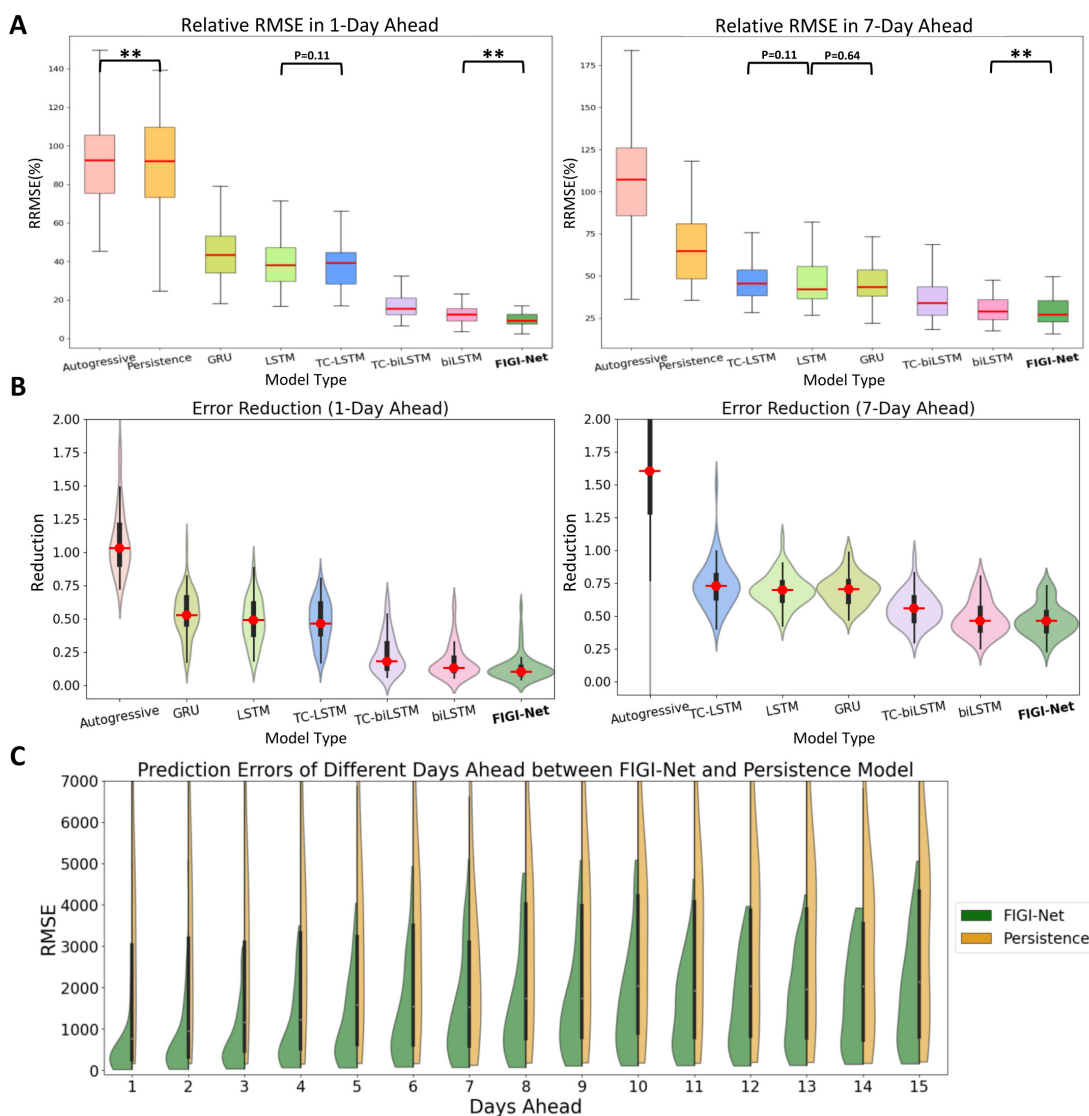 A
Relative RMSE in 1-Day Ahead
Relative RMSE in 7-Day Ahead
**
P=0.11
**
P=0.11
P=0.64
**
RRMSE(%)
140
120
100
80
60
40
20
0
Autogressive
Persistence
GRU
LSTM
TC-LSTM
TC-biLSTM
biLSTM
FIGI-Net
Model Type
RRMSE(%)
175
150
125
100
75
50
25
Autogressive
Persistence
TC-LSTM
LSTM
GRU
TC-biLSTM
biLSTM
FIGI-Net
Model Type
B
Error Reduction (1-Day Ahead)
Reduction
2.00
1.75
1.50
1.25
1.00
0.75
0.50
0.25
0.00
Autogressive
GRU
LSTM
TC-LSTM
TC-biLSTM
biLSTM
FIGI-Net
Model Type
Error Reduction (7-Day Ahead)
Reduction
2.00
1.75
1.50
1.25
1.00
0.75
0.50
0.25
0.00
Autogressive
TC-LSTM
LSTM
GRU
TC-biLSTM
biLSTM
FIGI-Net
Model Type
C
Prediction Errors of Different Days Ahead between FIGI-Net and Persistence Model
RMSE
7000
6000
5000
4000
3000
2000
1000
0
1 2 3 4 5 6 7 8 9 10 11 12 13 14 15
Days Ahead
FIGI-Net
Persistence